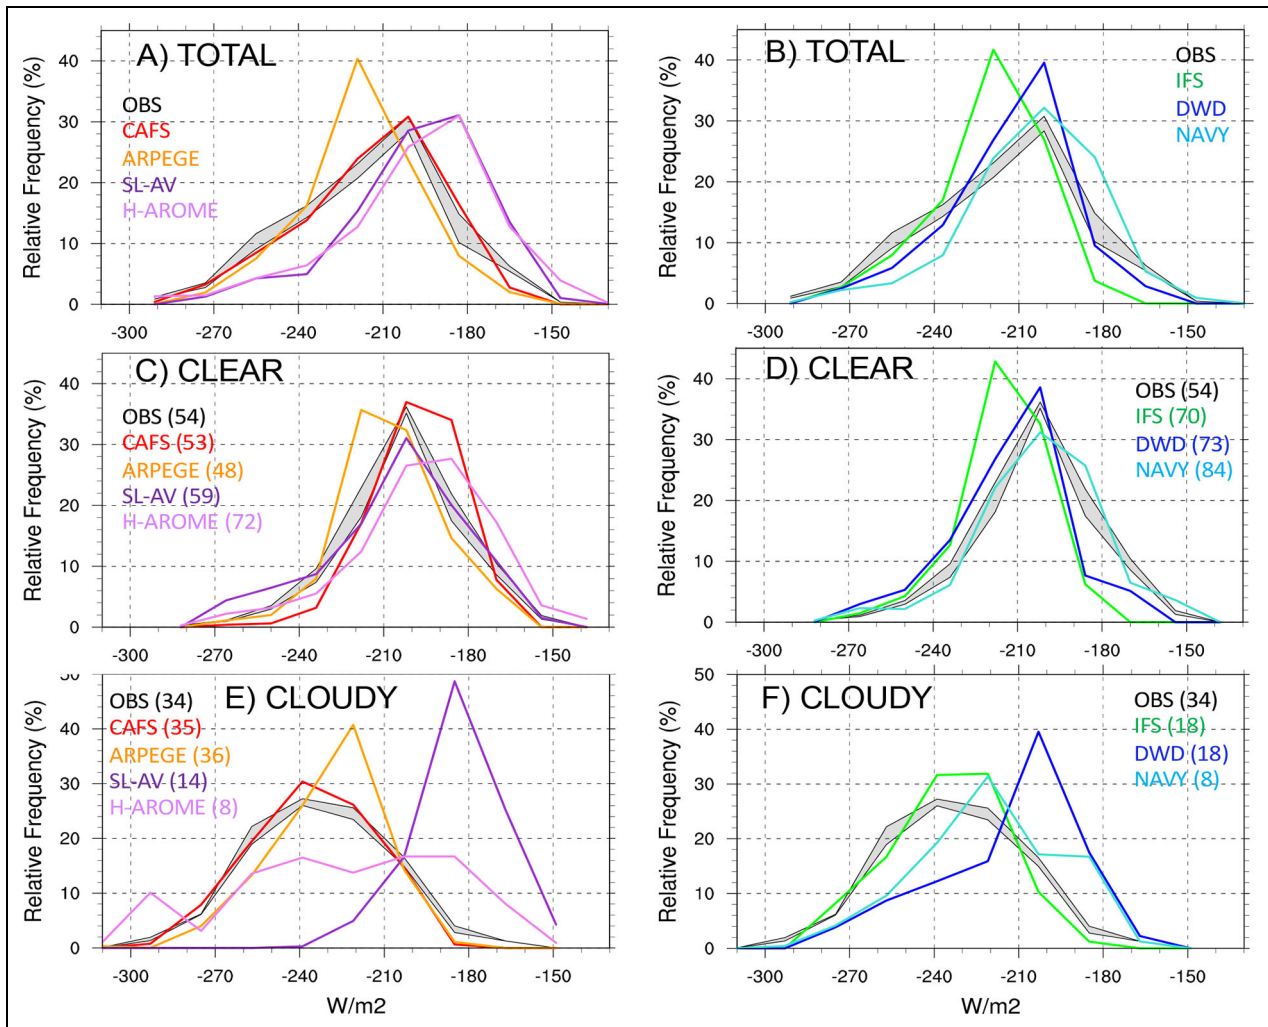 A) TOTAL
Relative Frequency (%)
40
30
20
10
0
OBS
CAFS
ARPEGE
SL-AV
H-AROME
-300 -270 -240 -210 -180 -150
B) TOTAL
Relative Frequency (%)
40
30
20
10
0
OBS
IFS
DWD
NAVY
-300 -270 -240 -210 -180 -150
C) CLEAR
Relative Frequency (%)
40
30
20
10
0
OBS (54)
CAFS (53)
ARPEGE (48)
SL-AV (59)
H-AROME (72)
-300 -270 -240 -210 -180 -150
D) CLEAR
Relative Frequency (%)
40
30
20
10
0
OBS (54)
IFS (70)
DWD (73)
NAVY (84)
-300 -270 -240 -210 -180 -150
E) CLOUDY
Relative Frequency (%)
50
40
30
20
10
0
OBS (34)
CAFS (35)
ARPEGE (36)
SL-AV (14)
H-AROME (8)
-300 -270 -240 -210 -180 -150
W/m2
F) CLOUDY
Relative Frequency (%)
50
40
30
20
10
0
OBS (34)
IFS (18)
DWD (18)
NAVY (8)
-300 -270 -240 -210 -180 -150
W/m2